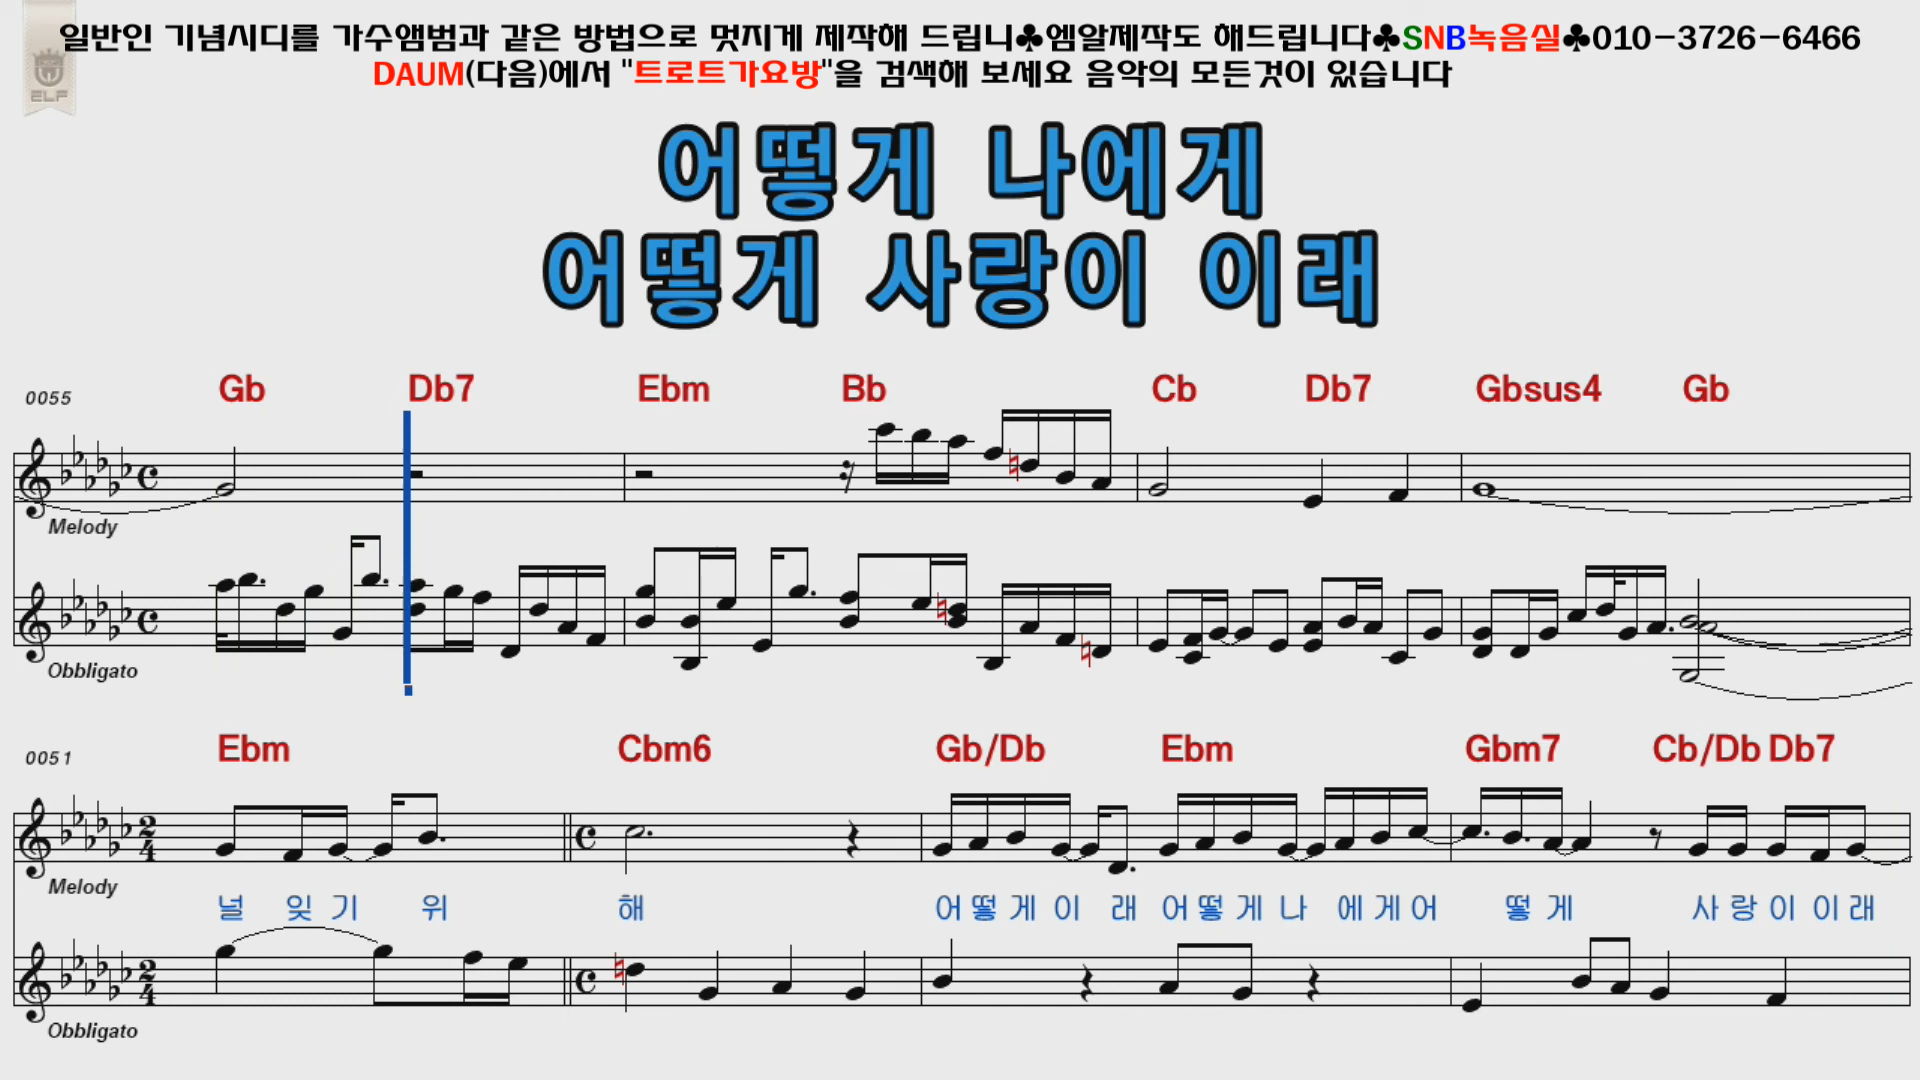 일반인 기념시디를 가수앨범과 같은 방법으로 멋지게 제작해 드립니♣엠알제작도 해드립니다♣SNB녹음실♣010-3726-6466
DAUM(다음)에서 "트로트가요방"을 검색해 보세요 음악의 모든것이 있습니다
ELF
어떻게 나에게
어떻게 사랑이 이래
0055 Gb Db7 Ebm Bb Cb Db7 Gbsus4 Gb
Melody
Obbligato
0051 Ebm Cbm6 Gb/Db Ebm Gbm7 Cb/Db Db7
Melody
널 잊 기 위 해 어 떻 게 이 래 어 떻 게 나 에 게 어 떻 게 사 랑 이 이 래
Obbligato